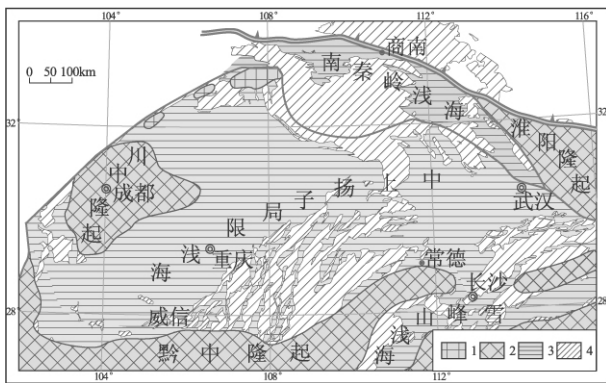 104° 108° 112° 116°
0 50 100km
商南
南秦岭浅海
32° 32°
淮阳隆起
川中隆起
成都
中上扬子局限浅海
武汉
重庆
常德
长沙
28° 28°
威信
雪峰山浅海
黔中隆起
1 2 3 4
104° 108° 112° 116°